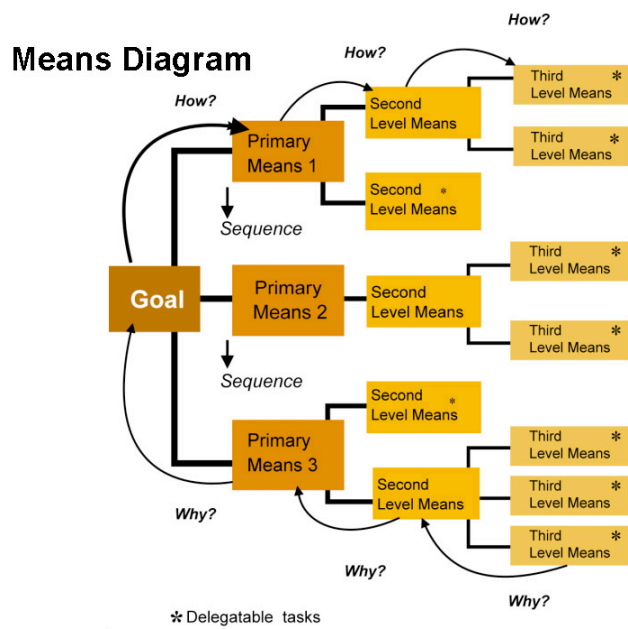 How?
How?
Means Diagram
How?
Third *
Level Means
Second
Level Means
Primary
Means 1
Third *
Level Means
Second *
Level Means
Sequence
Third *
Level Means
Goal
Primary
Means 2
Second
Level Means
Third *
Level Means
Sequence
Second *
Level Means
Primary
Means 3
Third *
Level Means
Second
Level Means
Third *
Level Means
Why?
Third *
Level Means
Why?
Why?
* Delegatable tasks